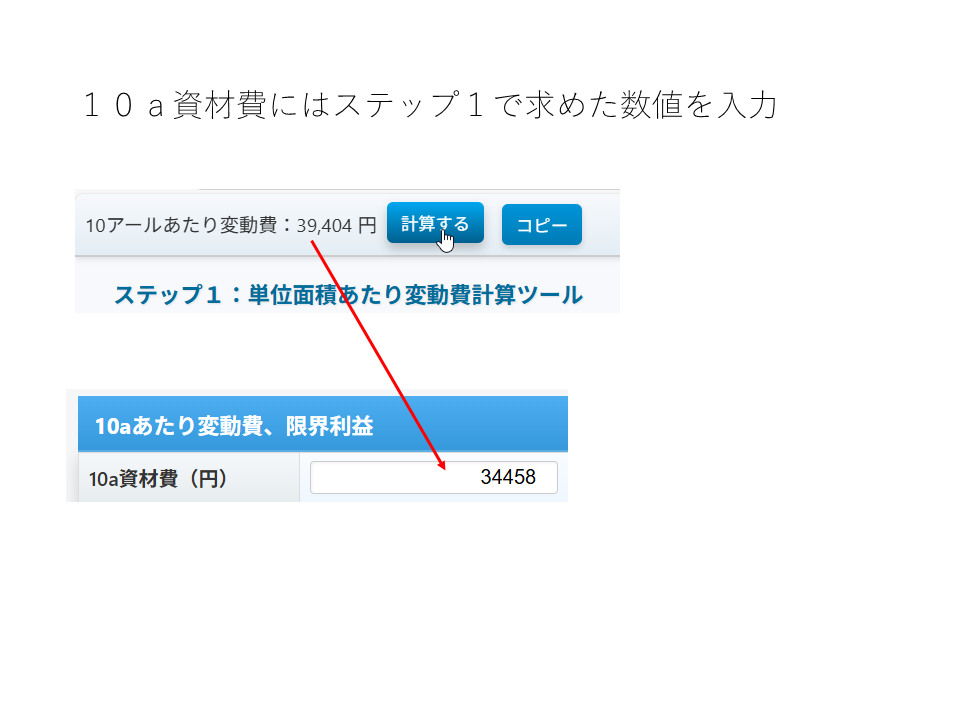 １０ａ資材費にはステップ１で求めた数値を入力
10アールあたり変動費：39,404 円 計算する コピー
ステップ１：単位面積あたり変動費計算ツール
10aあたり変動費、限界利益
10a資材費（円） 34458